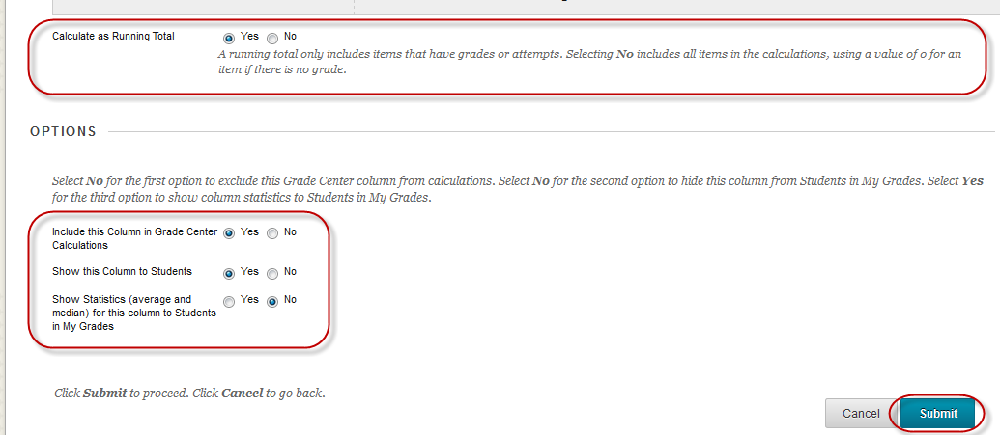 Calculate as Running Total Yes No
A running total only includes items that have grades or attempts. Selecting No includes all items in the calculations, using a value of 0 for an
item if there is no grade.
OPTIONS
Select No for the first option to exclude this Grade Center column from calculations. Select No for the second option to hide this column from Students in My Grades. Select Yes
for the third option to show column statistics to Students in My Grades.
Include this Column in Grade Center Yes No
Calculations
Show this Column to Students Yes No
Show Statistics (average and Yes No
median) for this column to Students
in My Grades
Click Submit to proceed. Click Cancel to go back.
Cancel Submit